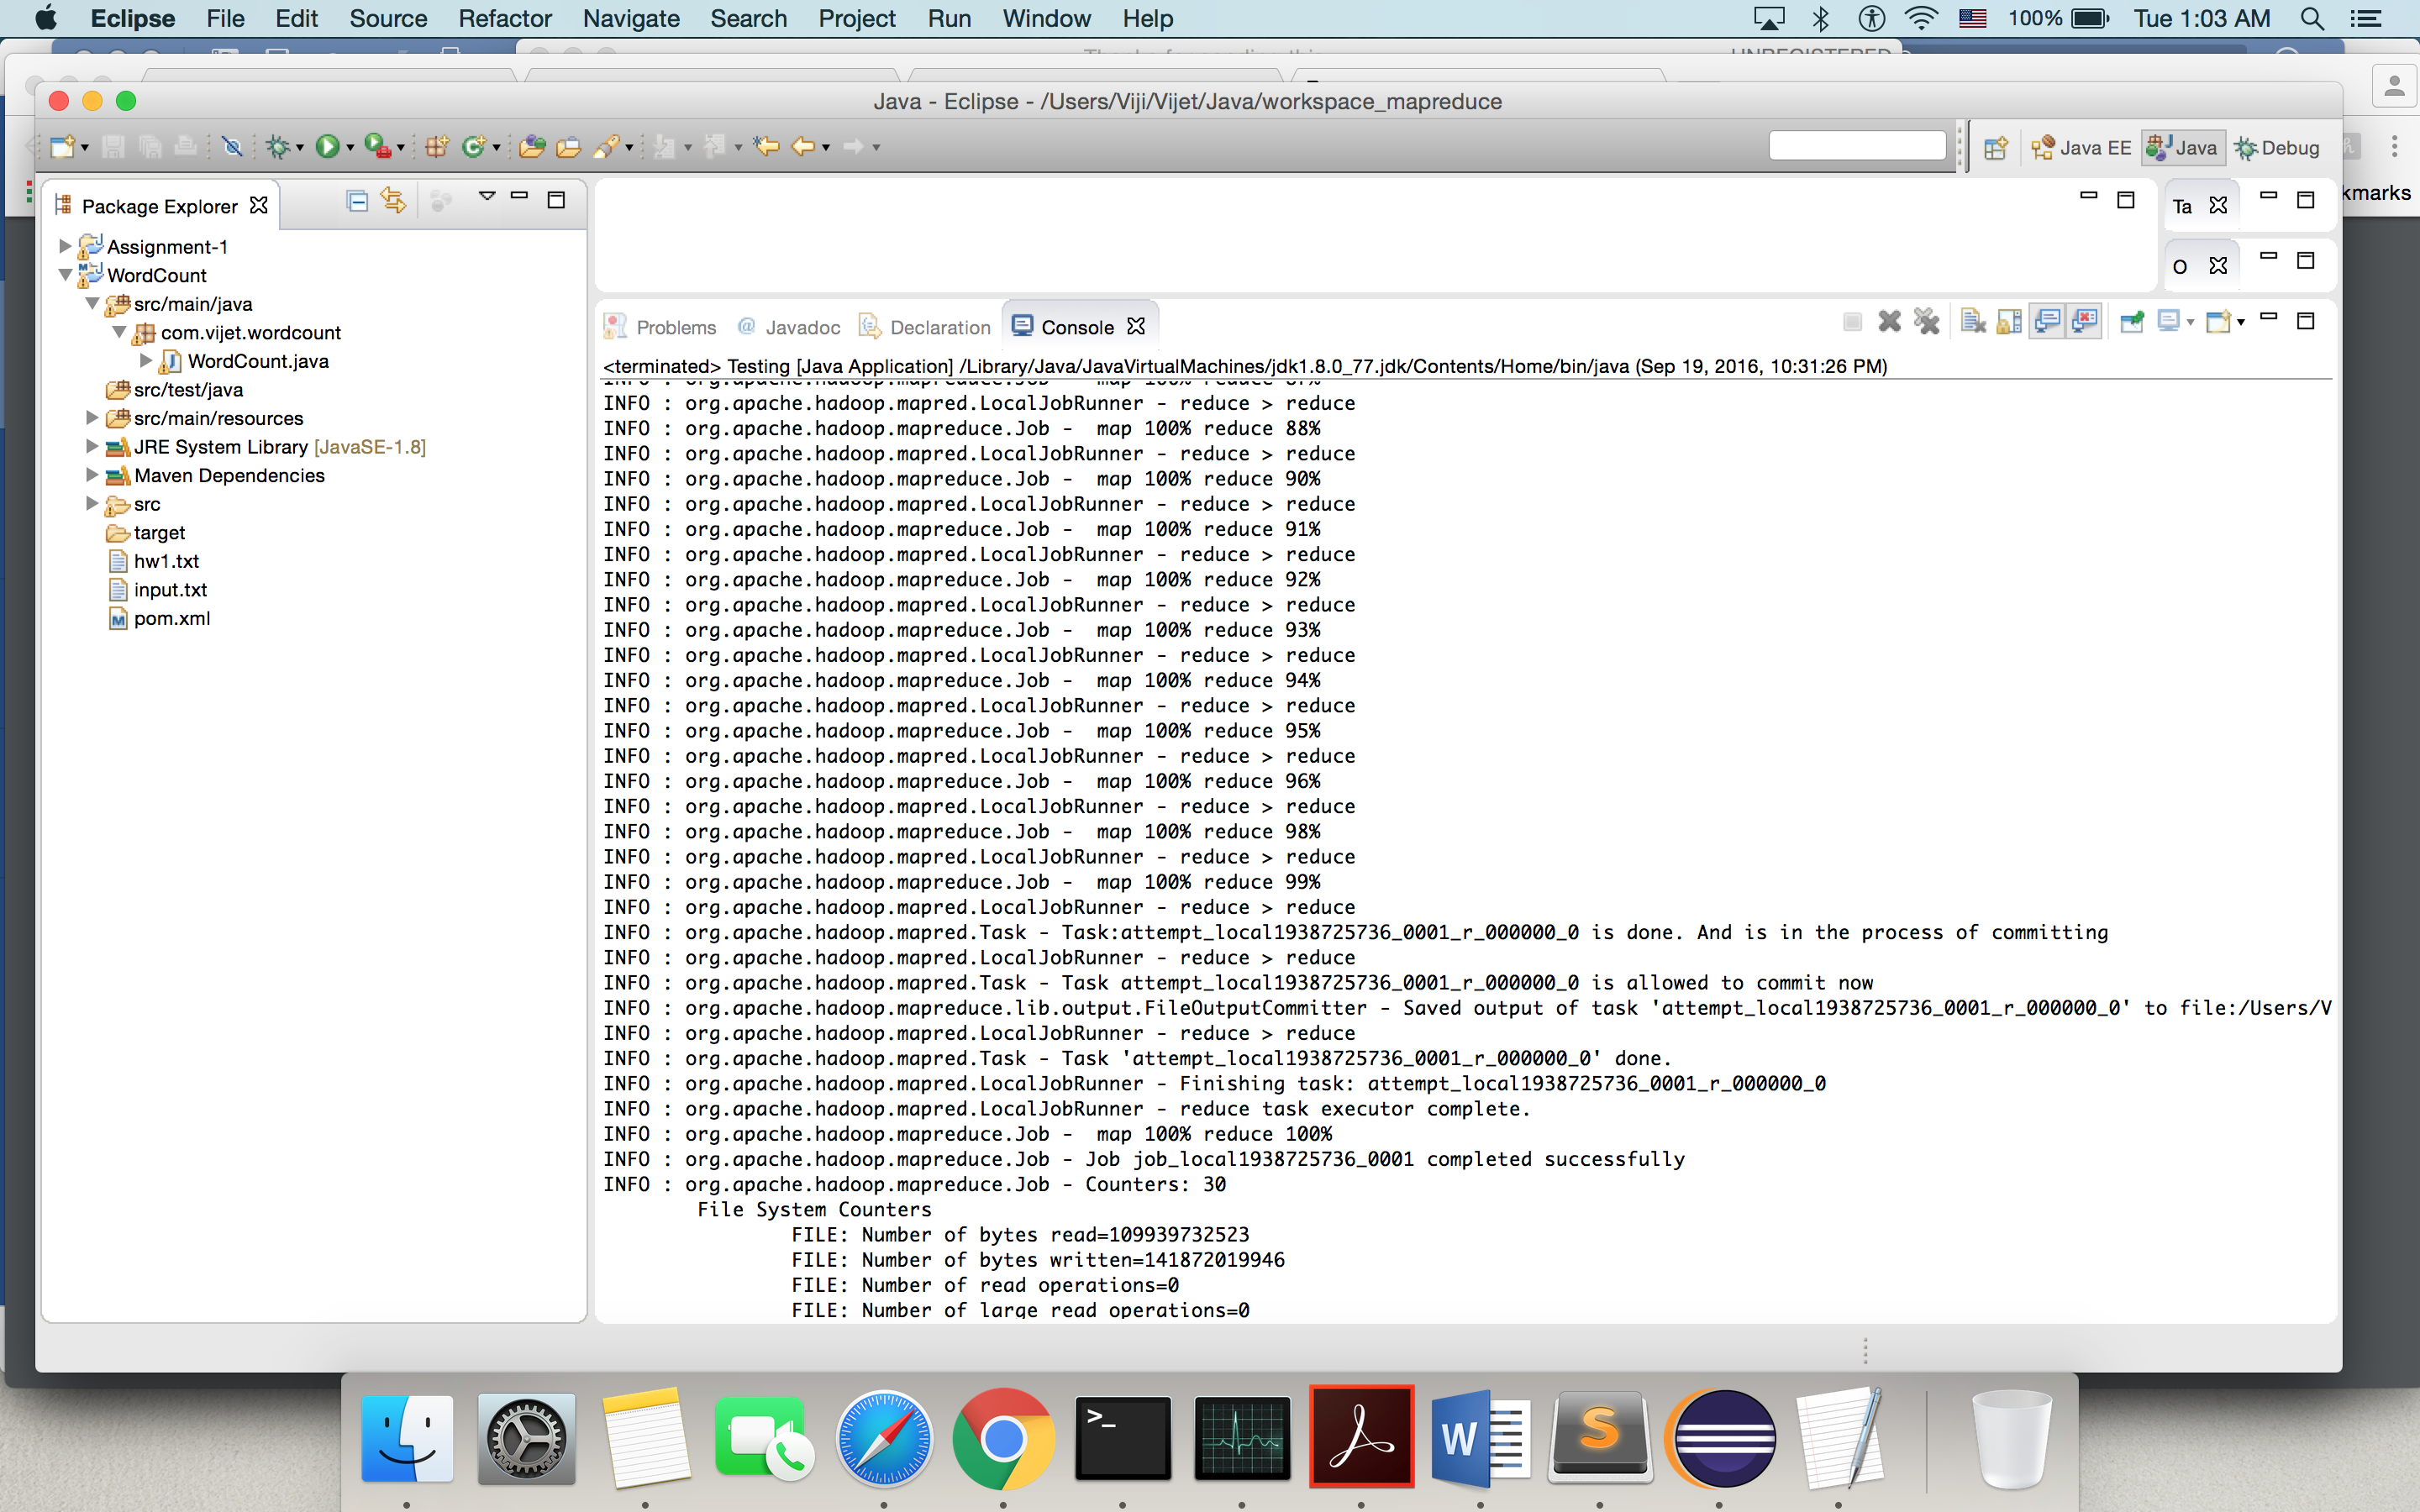 Eclipse File Edit Source Refactor Navigate Search Project Run Window Help 100% Tue 1:03 AM
UNREGISTERED
Java - Eclipse - /Users/Viji/Vijet/Java/workspace_mapreduce
Java EE Java Debug
kmarks
Package Explorer
Ta
O
Assignment-1
WordCount
src/main/java
com.vijet.wordcount
WordCount.java
src/test/java
src/main/resources
JRE System Library [JavaSE-1.8]
Maven Dependencies
src
target
hw1.txt
input.txt
pom.xml
Problems @ Javadoc Declaration Console
<terminated> Testing [Java Application] /Library/Java/JavaVirtualMachines/jdk1.8.0_77.jdk/Contents/Home/bin/java (Sep 19, 2016, 10:31:26 PM)
INFO : org.apache.hadoop.mapreduce.Job - map 100% reduce 87%
INFO : org.apache.hadoop.mapred.LocalJobRunner - reduce > reduce
INFO : org.apache.hadoop.mapreduce.Job - map 100% reduce 88%
INFO : org.apache.hadoop.mapred.LocalJobRunner - reduce > reduce
INFO : org.apache.hadoop.mapreduce.Job - map 100% reduce 90%
INFO : org.apache.hadoop.mapred.LocalJobRunner - reduce > reduce
INFO : org.apache.hadoop.mapreduce.Job - map 100% reduce 91%
INFO : org.apache.hadoop.mapred.LocalJobRunner - reduce > reduce
INFO : org.apache.hadoop.mapreduce.Job - map 100% reduce 92%
INFO : org.apache.hadoop.mapred.LocalJobRunner - reduce > reduce
INFO : org.apache.hadoop.mapreduce.Job - map 100% reduce 93%
INFO : org.apache.hadoop.mapred.LocalJobRunner - reduce > reduce
INFO : org.apache.hadoop.mapreduce.Job - map 100% reduce 94%
INFO : org.apache.hadoop.mapred.LocalJobRunner - reduce > reduce
INFO : org.apache.hadoop.mapreduce.Job - map 100% reduce 95%
INFO : org.apache.hadoop.mapred.LocalJobRunner - reduce > reduce
INFO : org.apache.hadoop.mapreduce.Job - map 100% reduce 96%
INFO : org.apache.hadoop.mapred.LocalJobRunner - reduce > reduce
INFO : org.apache.hadoop.mapreduce.Job - map 100% reduce 98%
INFO : org.apache.hadoop.mapred.LocalJobRunner - reduce > reduce
INFO : org.apache.hadoop.mapreduce.Job - map 100% reduce 99%
INFO : org.apache.hadoop.mapred.LocalJobRunner - reduce > reduce
INFO : org.apache.hadoop.mapred.Task - Task:attempt_local1938725736_0001_r_000000_0 is done. And is in the process of committing
INFO : org.apache.hadoop.mapred.LocalJobRunner - reduce > reduce
INFO : org.apache.hadoop.mapred.Task - Task attempt_local1938725736_0001_r_000000_0 is allowed to commit now
INFO : org.apache.hadoop.mapreduce.lib.output.FileOutputCommitter - Saved output of task 'attempt_local1938725736_0001_r_000000_0' to file:/Users/V
INFO : org.apache.hadoop.mapred.LocalJobRunner - reduce > reduce
INFO : org.apache.hadoop.mapred.Task - Task 'attempt_local1938725736_0001_r_000000_0' done.
INFO : org.apache.hadoop.mapred.LocalJobRunner - Finishing task: attempt_local1938725736_0001_r_000000_0
INFO : org.apache.hadoop.mapred.LocalJobRunner - reduce task executor complete.
INFO : org.apache.hadoop.mapreduce.Job - map 100% reduce 100%
INFO : org.apache.hadoop.mapreduce.Job - Job job_local1938725736_0001 completed successfully
INFO : org.apache.hadoop.mapreduce.Job - Counters: 30
File System Counters
FILE: Number of bytes read=109939732523
FILE: Number of bytes written=141872019946
FILE: Number of read operations=0
FILE: Number of large read operations=0